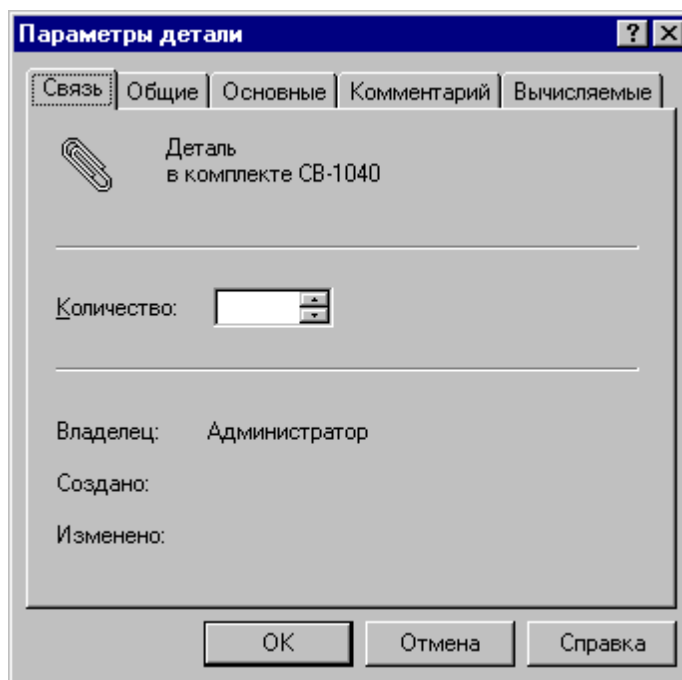 Параметры детали
Связь Общие Основные Комментарий Вычисляемые
Деталь
в комплекте СВ-1040
Количество:
Владелец: Администратор
Создано:
Изменено:
OK Отмена Справка